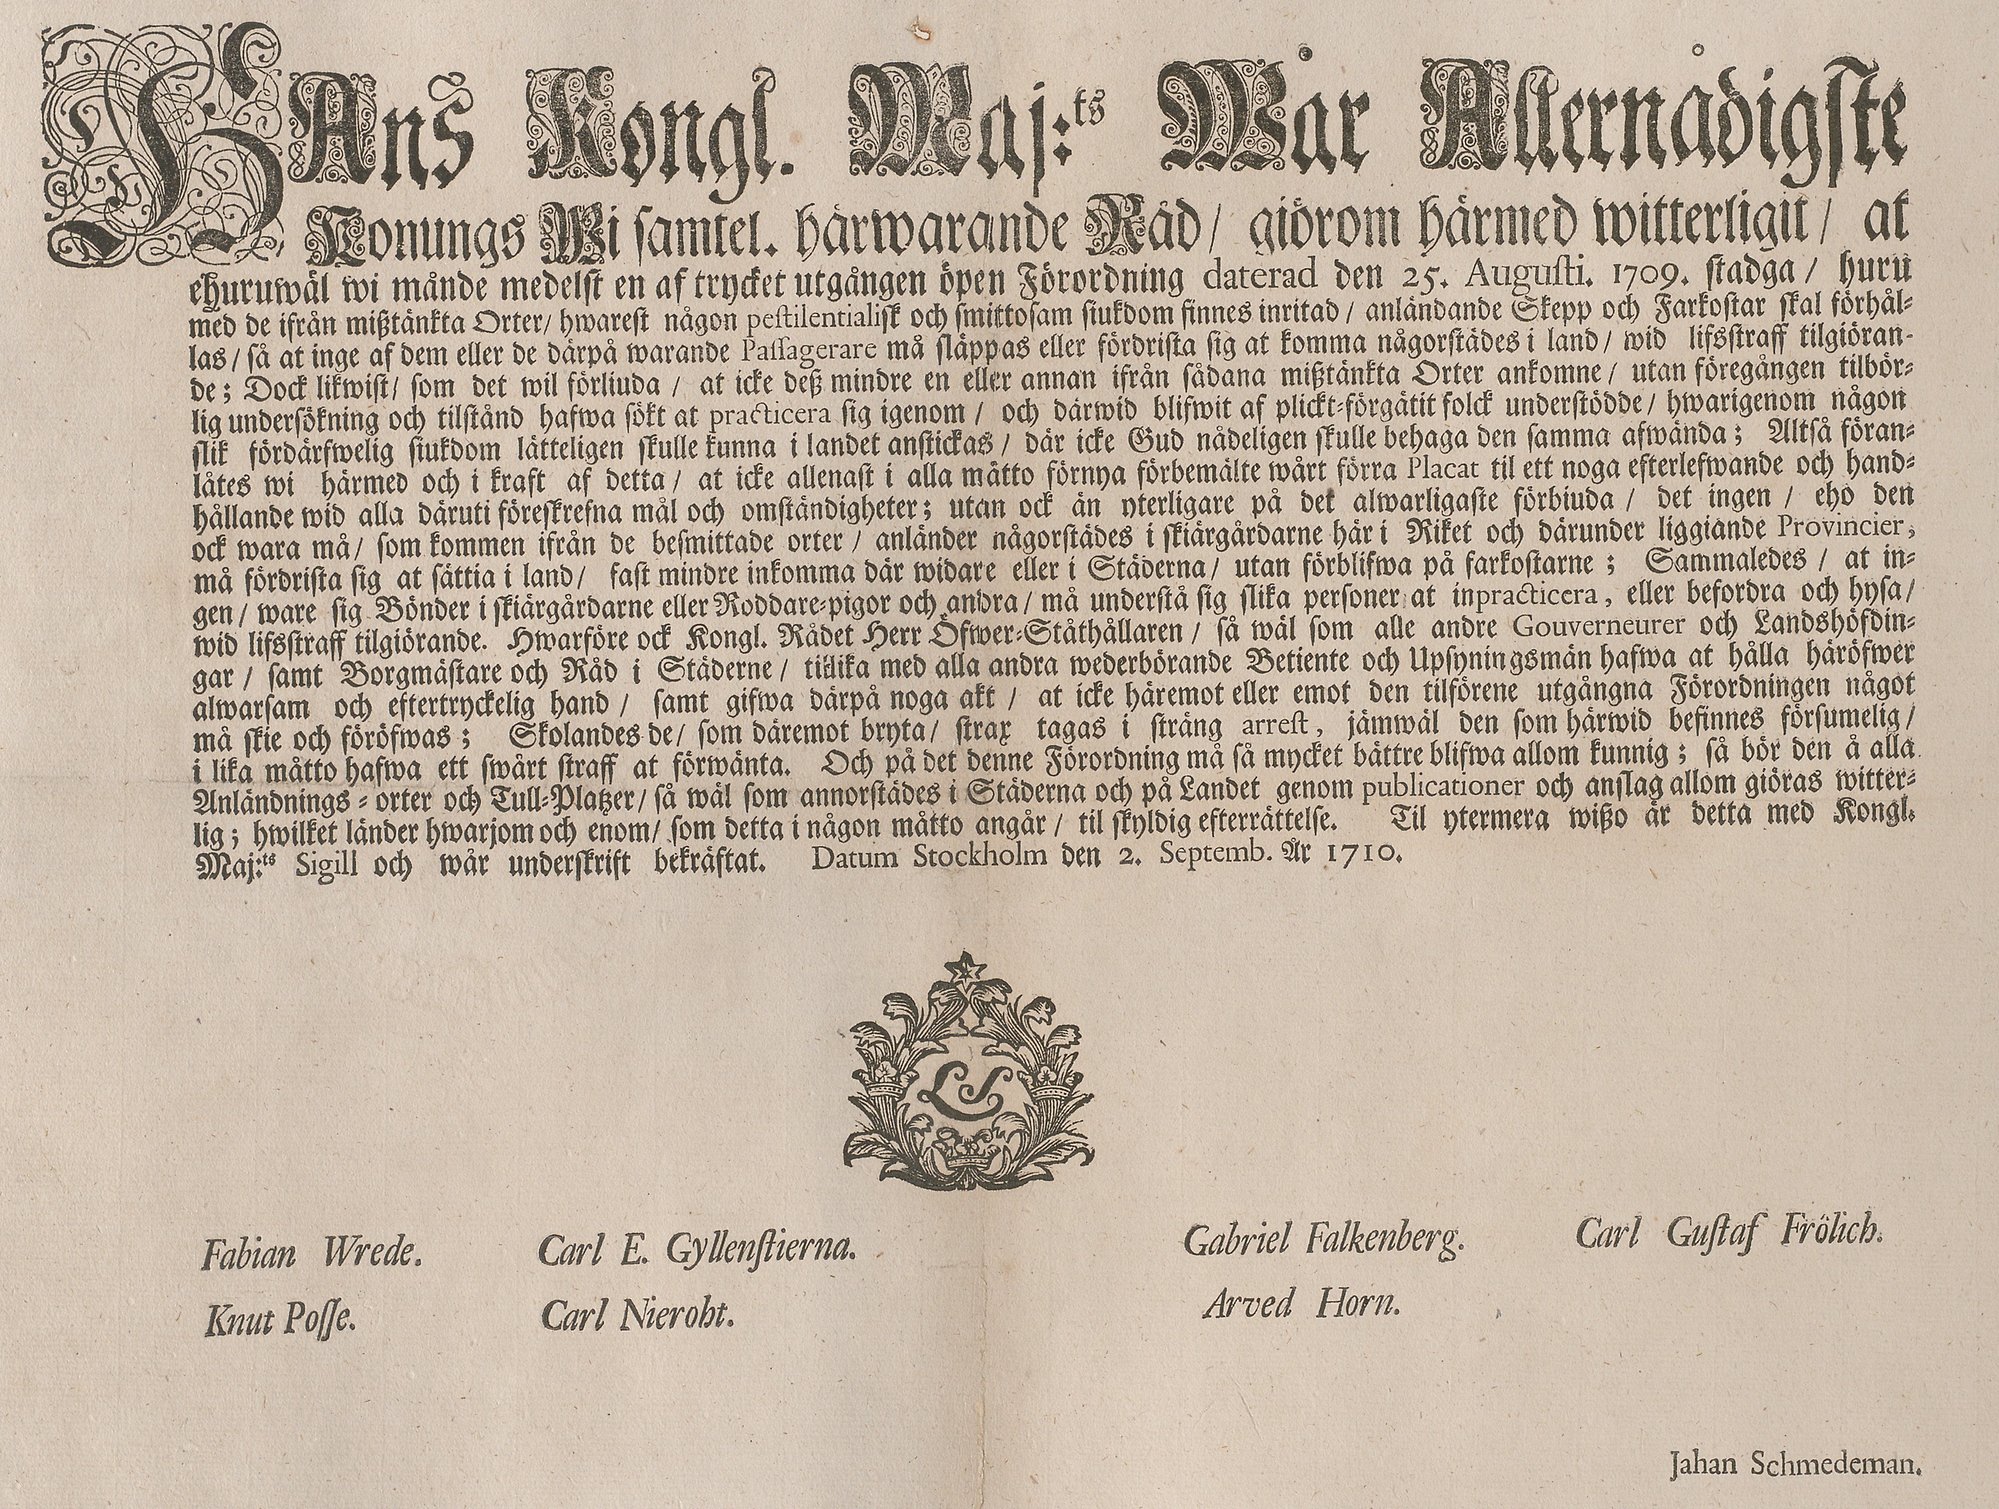 HAns Kongl. Maj:ts Wår Allernådigste
Konungs Wi samtel. härwarande Råd/ giörom härmed witterligit/ at
ehuruwäl wi månde medelst en af trycket utgången öpen Förordning daterad den 25. Augusti. 1709. stadga/ huru
med de ifrån mißtänkta Orter/ hwarest någon pestilentialisk och smittosam siukdom finnes inritad/ anländande Skepp och Farkostar skal förhål-
las/ så at inge af dem eller de därpå warande Passagerare må släppas eller fördrista sig at komma någorstädes i land/ wid lifsstraff tilgiöran-
de; Dock likwist/ som det wil förliuda/ at icke deß mindre en eller annan ifrån sådana mißtänkta Orter ankomne/ utan föregången tilbör-
lig undersökning och tilstånd hafwa sökt at practicera sig igenom/ och därwid blifwit af plickt-förgätit folck understödde/ hwarigenom någon
slik fördärfwelig siukdom lätteligen skulle kunna i landet anstickas/ där icke Gud nådeligen skulle behaga den samma afwända; Altså föran-
låtes wi härmed och i kraft af detta/ at icke allenast i alla måtto förnya förbemälte wårt förra Placat til ett noga efterlefwande och hand-
hållande wid alla däruti föreskrefna mål och omständigheter; utan ock än yterligare på det alwarligaste förbiuda/ det ingen/ eho den
ock wara må/ som kommen ifrån de besmittade orter/ anländer någorstädes i skiärgårdarne här i Riket och därunder liggiande Provincier,
må fördrista sig at sättia i land/ fast mindre inkomma där widare eller i Städerna/ utan förblifwa på farkostarne; Sammaledes/ at in-
gen/ ware sig Bönder i skiärgårdarne eller Roddare-pigor och andra/ må understå sig slika personer at inpracticera, eller befordra och hysa/
wid lifsstraff tilgiörande. Hwarföre ock Kongl. Rådet Herr Öfwer-Ståthållaren/ så wäl som alle andre Gouverneurer och Landshöfdin-
gar/ samt Borgmästare och Råd i Städerne/ tillika med alla andra wederbörande Betiente och Upsyningsmän hafwa at hålla häröfwer
alwarsam och eftertryckelig hand/ samt gifwa därpå noga akt/ at icke häremot eller emot den tilförene utgångna Förordningen något
må skie och föröfwas; Skolandes de/ som däremot bryta/ strax tagas i sträng arrest, jämwäl den som härwid befinnes försumelig/
i lika måtto hafwa ett swårt straff at förwänta. Och på det denne Förordning må så mycket bättre blifwa allom kunnig; så bör den å alla
Anländnings-orter och Tull-Platzer/ så wäl som annorstädes i Städerna och på Landet genom publicationer och anslag allom giöras witter-
lig; hwilket länder hwarjom och enom/ som detta i någon måtto angår/ til skyldig efterrättelse. Til ytermera wißo är detta med Kongl.
Maj:ts Sigill och wår underskrift bekräftat. Datum Stockholm den 2. Septemb. År 1710.
LS
Fabian Wrede. Carl E. Gyllenstierna. Gabriel Falkenberg. Carl Gustaf Frölich.
Knut Posse. Carl Nieroht. Arved Horn.
Jahan Schmedeman.